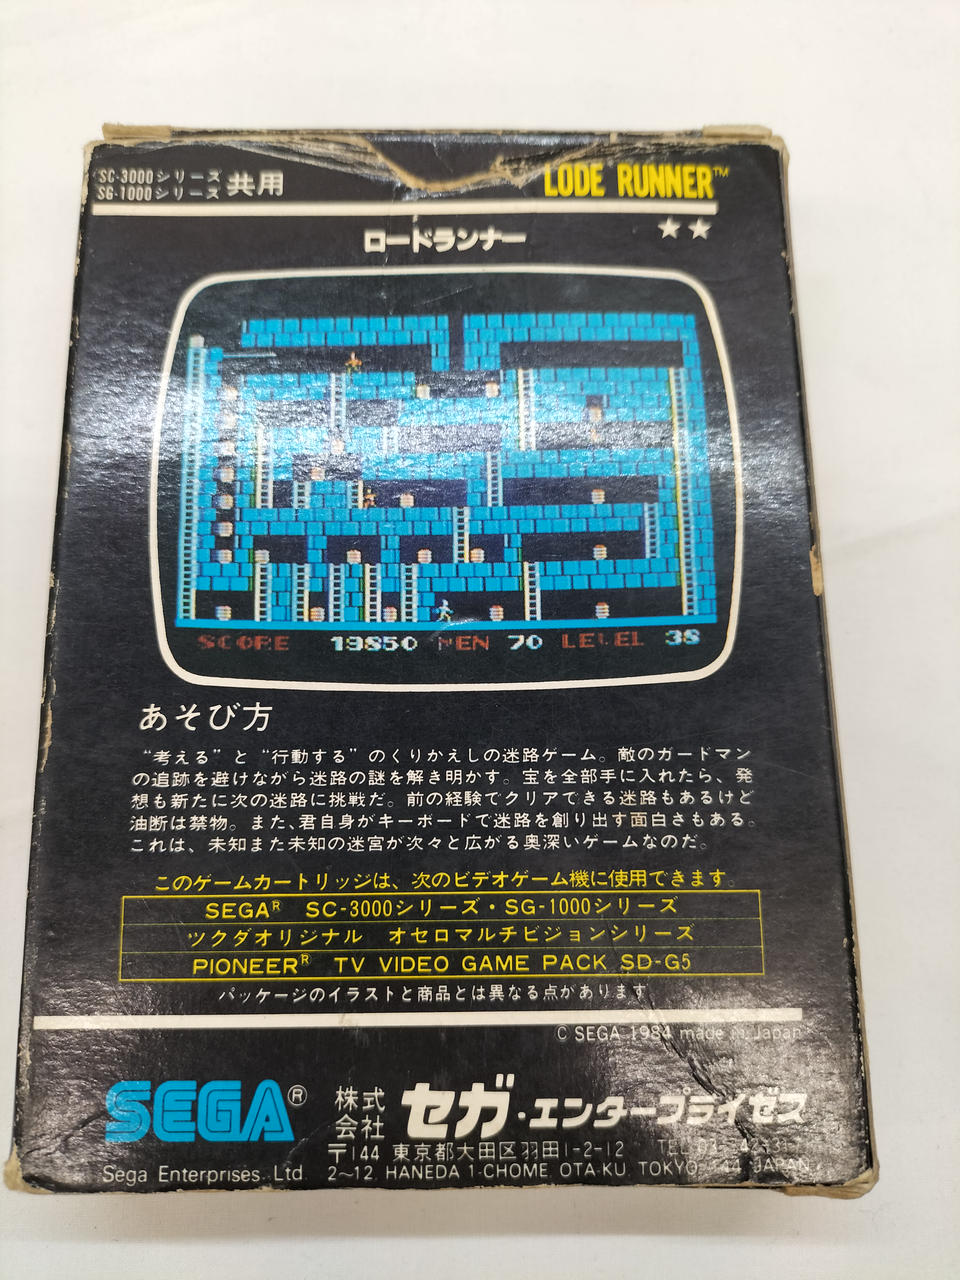 SC-3000シリーズ
SG-1000シリーズ 共用
LODE RUNNER™
★★
ロードランナー
SCORE 19850 MEN 70 LEVEL 38
あそび方
“考える”と“行動する”のくりかえしの迷路ゲーム。敵のガードマン
の追跡を避けながら迷路の謎を解き明かす。宝を全部手に入れたら、発
想も新たに次の迷路に挑戦だ。前の経験でクリアできる迷路もあるけど
油断は禁物。また、君自身がキーボードで迷路を創り出す面白さもある。
これは、未知また未知の迷宮が次々と広がる奥深いゲームなのだ。
このゲームカートリッジは、次のビデオゲーム機に使用できます。
SEGA® SC-3000シリーズ・SG-1000シリーズ
ツクダオリジナル オセロマルチビジョンシリーズ
PIONEER® TV VIDEO GAME PACK SD-G5
パッケージのイラストと商品とは異なる点があります。
© SEGA 1984 made in Japan
SEGA®
株式会社 セガ・エンタープライゼス
〒144 東京都大田区羽田1-2-12 TEL 03-
Sega Enterprises. Ltd. 2〜12, HANEDA 1-CHOME, OTA-KU, TOKYO, 144 JAPAN